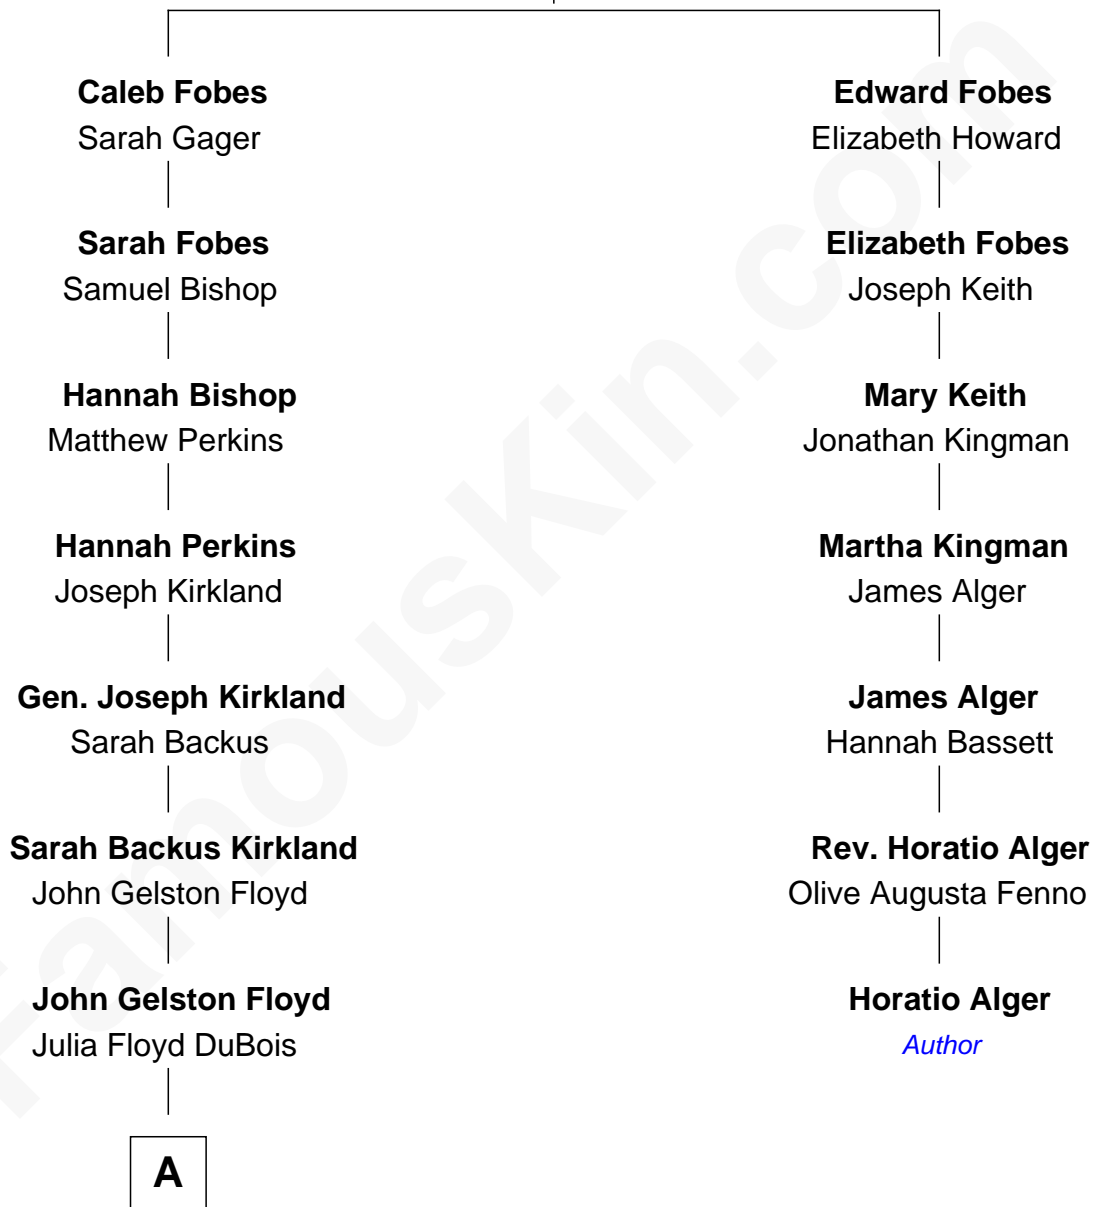 Caleb Fobes
Sarah Gager
Edward Fobes
Elizabeth Howard
Sarah Fobes
Samuel Bishop
Elizabeth Fobes
Joseph Keith
Hannah Bishop
Matthew Perkins
Mary Keith
Jonathan Kingman
Hannah Perkins
Joseph Kirkland
Martha Kingman
James Alger
Gen. Joseph Kirkland
Sarah Backus
James Alger
Hannah Bassett
Sarah Backus Kirkland
John Gelston Floyd
Rev. Horatio Alger
Olive Augusta Fenno
John Gelston Floyd
Julia Floyd DuBois
Horatio Alger
Author
A
FamousKin.com